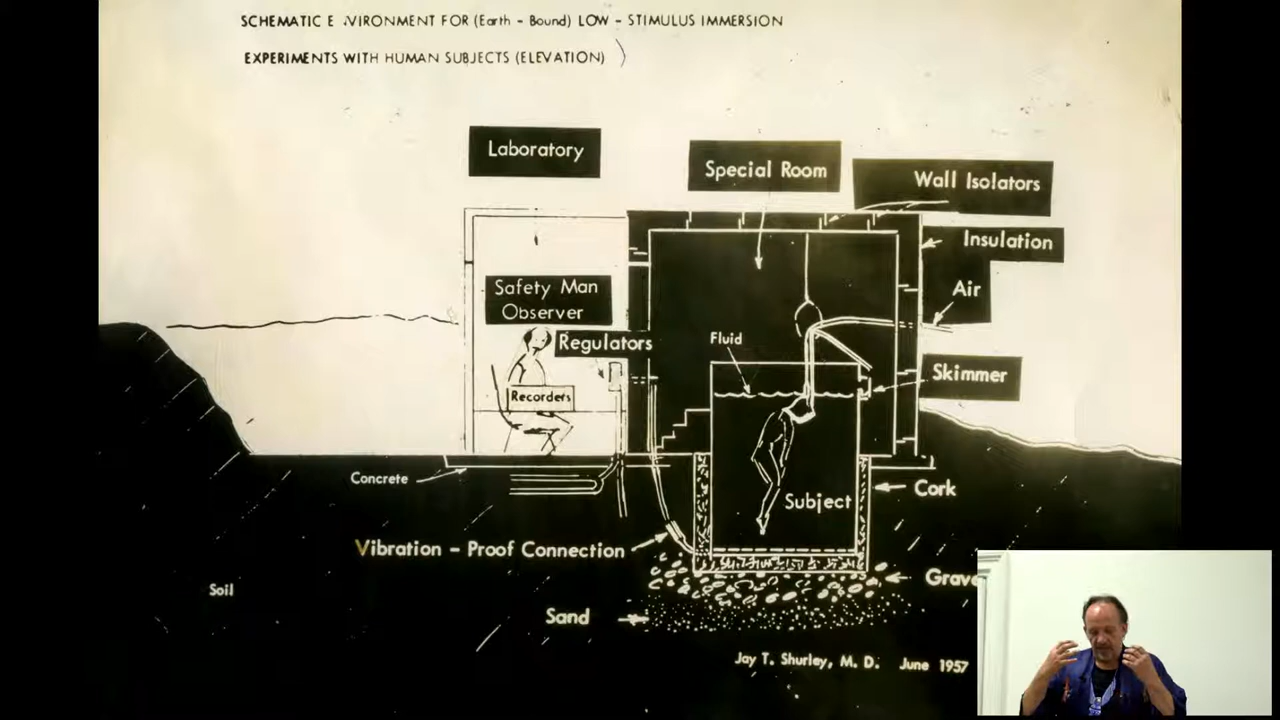 SCHEMATIC E VIRONMENT FOR (Earth - Bound) LOW - STIMULUS IMMERSION
EXPERIMENTS WITH HUMAN SUBJECTS (ELEVATION)
Laboratory
Special Room
Wall Isolators
Insulation
Safety Man
Observer
Air
Regulators
Fluid
Skimmer
Recorders
Concrete
Subject
Cork
Vibration - Proof Connection
Grave
Soil
Sand
Jay T. Shurley, M. D. June 1957